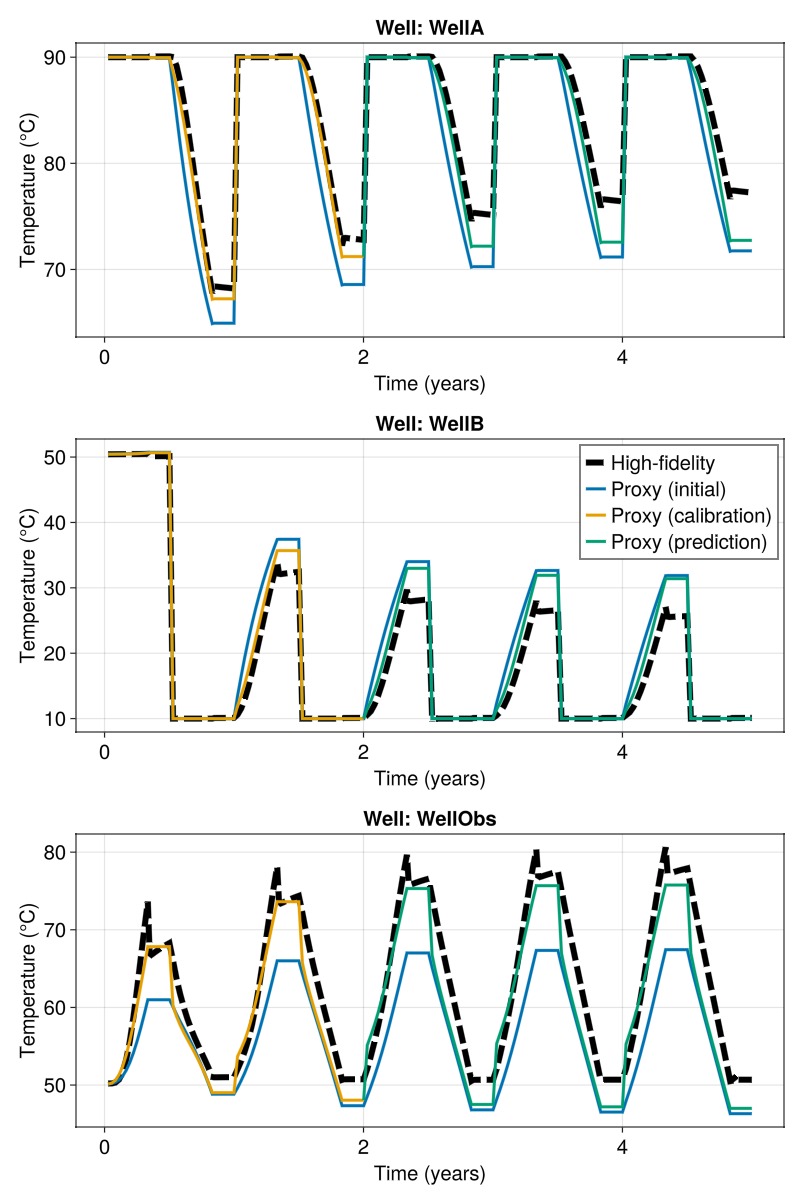 Well: WellA
Temperature (°C)
90
80
70
0 2 4
Time (years)
Well: WellB
Temperature (°C)
50
40
30
20
10
High-fidelity
Proxy (initial)
Proxy (calibration)
Proxy (prediction)
0 2 4
Time (years)
Well: WellObs
Temperature (°C)
80
70
60
50
0 2 4
Time (years)